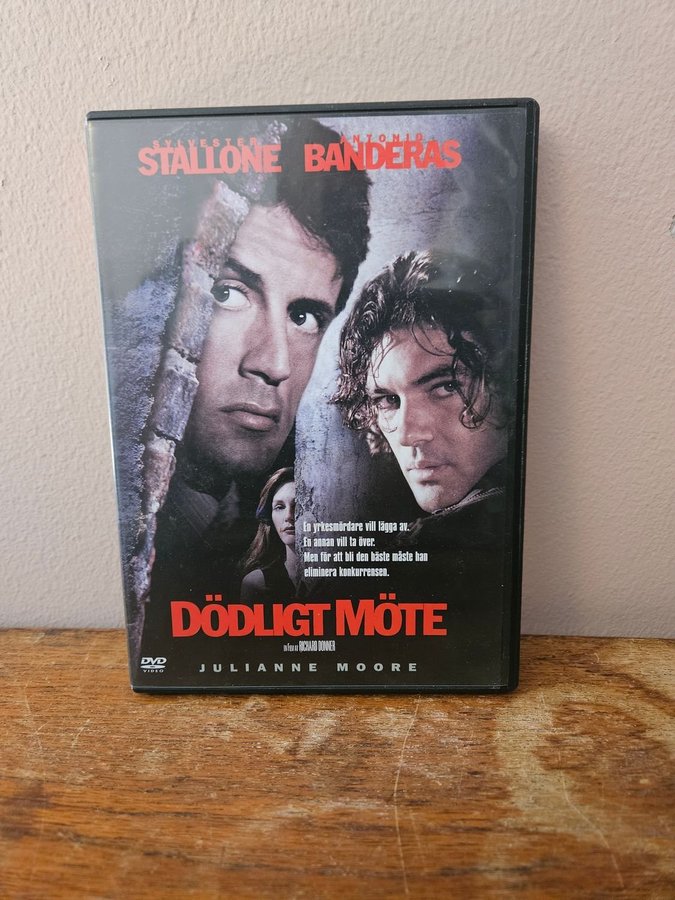 SYLVESTER ANTONIO
STALLONE BANDERAS
En yrkesmördare vill lägga av.
En annan vill ta över.
Men för att bli den bäste måste han
eliminera konkurrensen.
DÖDLIGT MÖTE
en film av RICHARD DONNER
DVD
VIDEO
JULIANNE MOORE